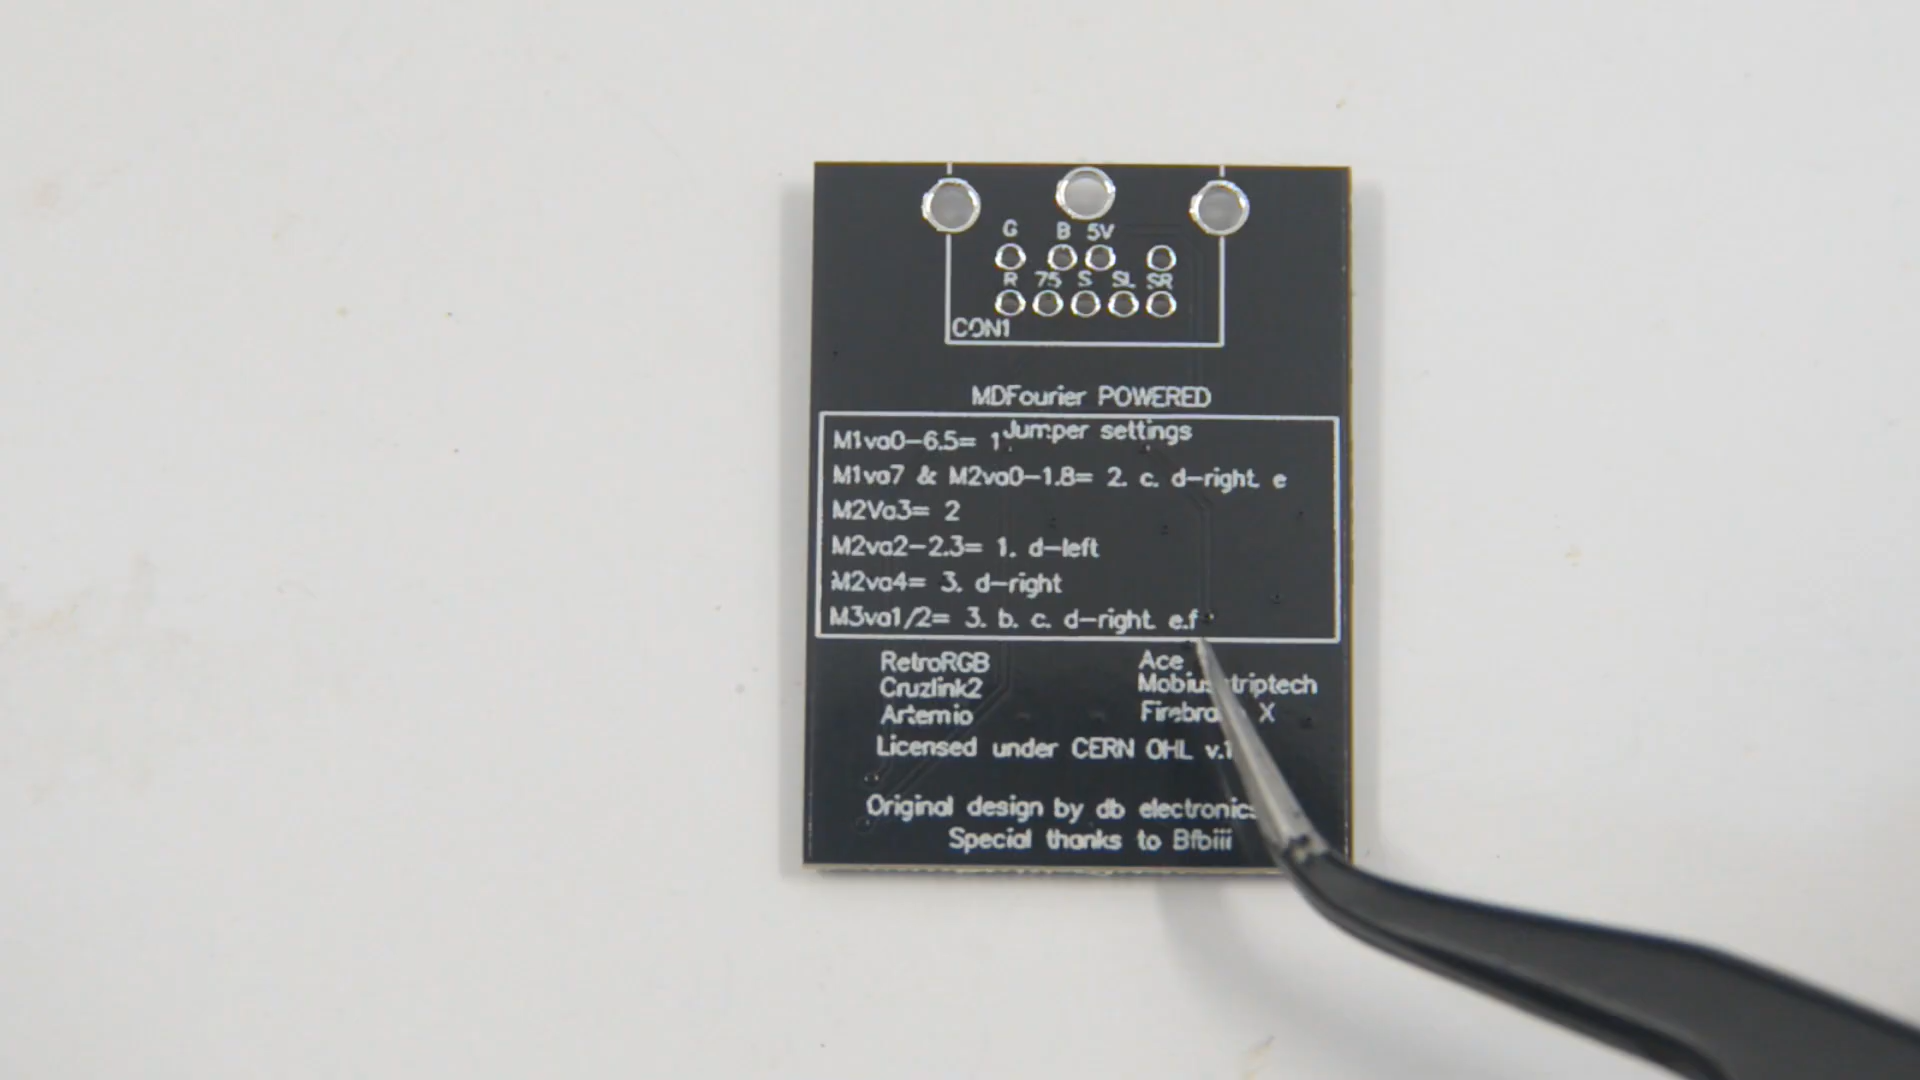 G B 5V
R 75 S SL SR
CON1
MDFourier POWERED
Jumper settings
M1va0-6.5= 1
M1va7 & M2va0-1.8= 2. c. d-right. e
M2Va3= 2
M2va2-2.3= 1. d-left
M2va4= 3. d-right
M3va1/2= 3. b. c. d-right. e.f
RetroRGB Ace
Cruzlink2
Artemio X
Licensed under CERN OHL
Original design by db electronics
Special thanks to Bfbiii